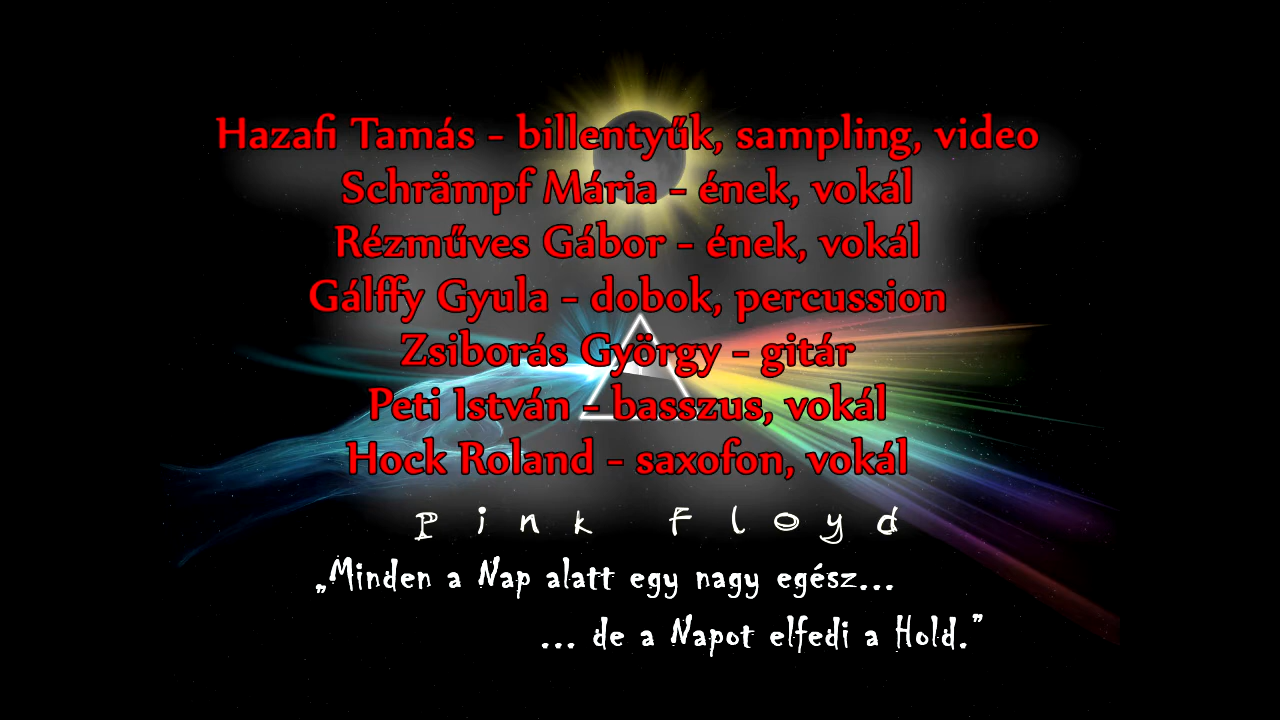 Hazafi Tamás - billentyűk, sampling, video
Schrämpf Mária - ének, vokál
Rézműves Gábor - ének, vokál
Gálffy Gyula - dobok, percussion
Zsiborás György - gitár
Peti István - basszus, vokál
Hock Roland - saxofon, vokál
Pink Floyd
„Minden a Nap alatt egy nagy egész...
... de a Napot elfedi a Hold.”